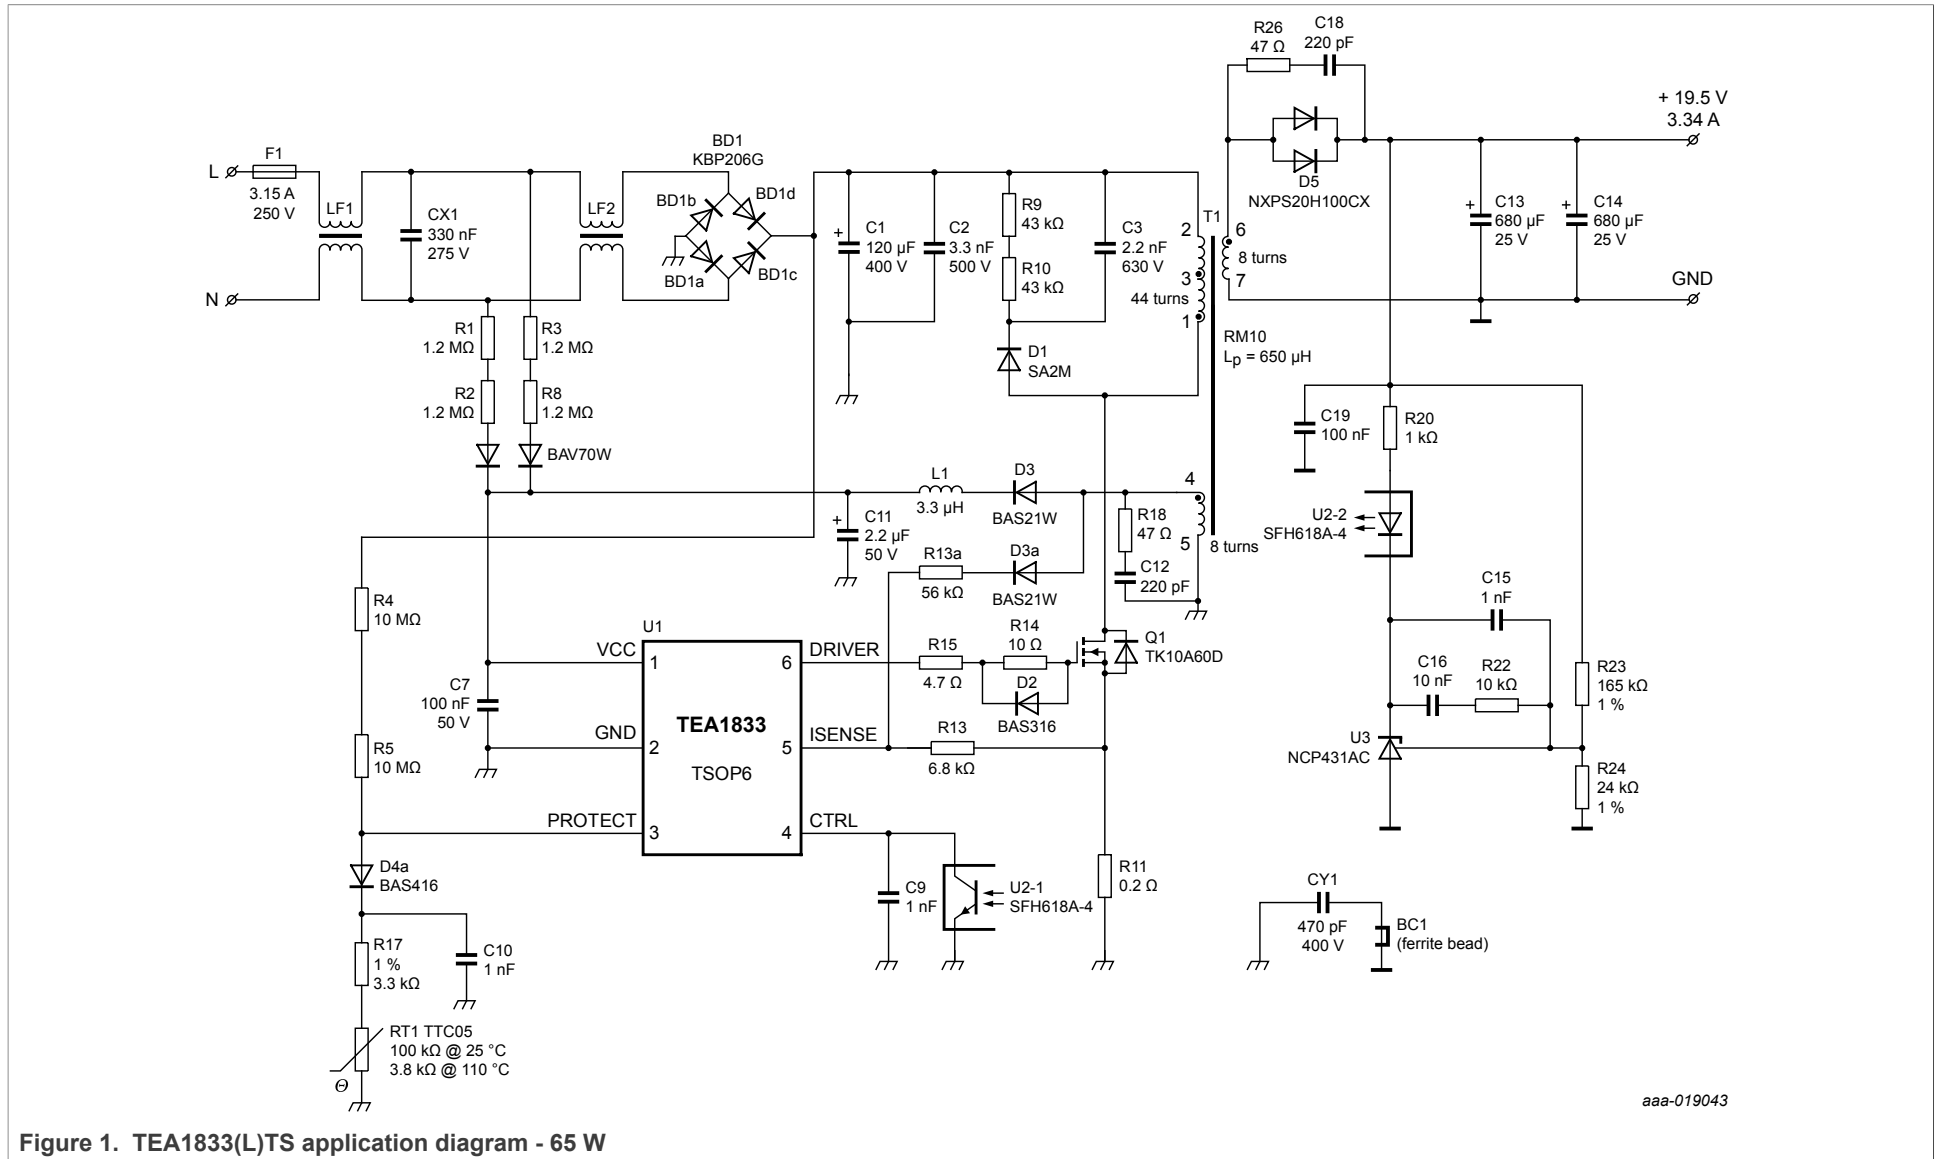 R26
47 Ω
C18
220 pF
+ 19.5 V
3.34 A
D5
NXPS20H100CX
L
F1
3.15 A
250 V
LF1
CX1
330 nF
275 V
LF2
BD1
KBP206G
BD1b
BD1d
BD1a
BD1c
+
C1
120 µF
400 V
C2
3.3 nF
500 V
R9
43 kΩ
R10
43 kΩ
C3
2.2 nF
630 V
T1
2
3
44 turns
1
6
8 turns
7
+
C13
680 µF
25 V
+
C14
680 µF
25 V
GND
N
RM10
Lp = 650 µH
D1
SA2M
R1
1.2 MΩ
R3
1.2 MΩ
R2
1.2 MΩ
R8
1.2 MΩ
BAV70W
C19
100 nF
R20
1 kΩ
L1
3.3 µH
D3
BAS21W
4
5
8 turns
+
C11
2.2 µF
50 V
R18
47 Ω
C12
220 pF
R13a
56 kΩ
D3a
BAS21W
U2-2
SFH618A-4
R4
10 MΩ
R5
10 MΩ
C15
1 nF
C16
10 nF
R22
10 kΩ
R23
165 kΩ
1 %
U3
NCP431AC
R24
24 kΩ
1 %
U1
VCC
1
GND
2
PROTECT
3
TEA1833
TSOP6
6
DRIVER
5
ISENSE
4
CTRL
C7
100 nF
50 V
R15
4.7 Ω
R14
10 Ω
D2
BAS316
Q1
TK10A60D
R13
6.8 kΩ
D4a
BAS416
R17
1 %
3.3 kΩ
C10
1 nF
C9
1 nF
U2-1
SFH618A-4
R11
0.2 Ω
CY1
470 pF
400 V
BC1
(ferrite bead)
RT1 TTC05
100 kΩ @ 25 °C
3.8 kΩ @ 110 °C
Θ
aaa-019043
Figure 1. TEA1833(L)TS application diagram - 65 W